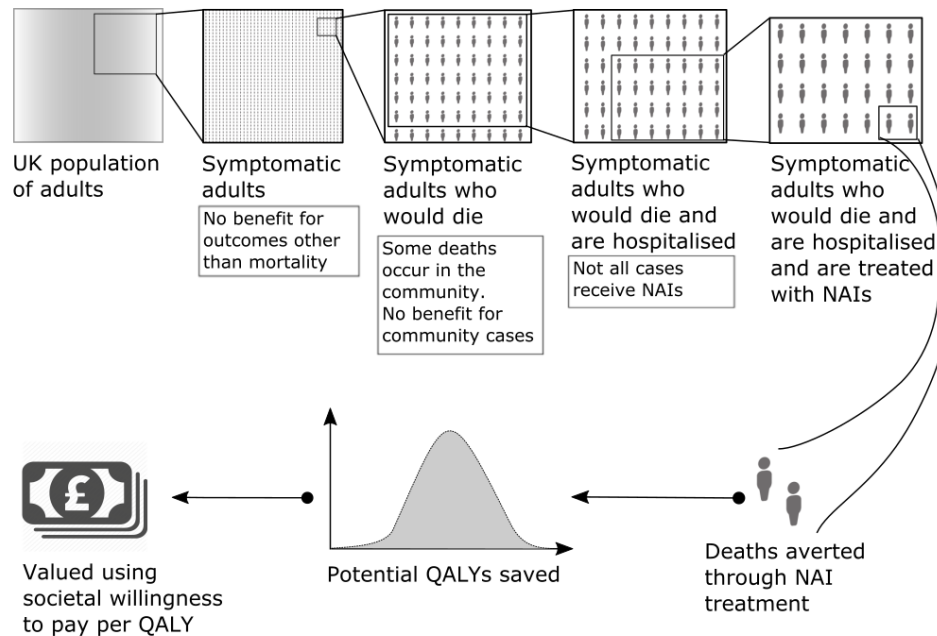 UK population
of adults
Symptomatic
adults
No benefit for
outcomes other
than mortality
Symptomatic
adults who
would die
Some deaths
occur in the
community.
No benefit for
community cases
Symptomatic
adults who
would die and
are hospitalised
Not all cases
receive NAIs
Symptomatic
adults who
would die and
are hospitalised
and are treated
with NAIs
£
Valued using
societal willingness
to pay per QALY
Potential QALYs saved
Deaths averted
through NAI
treatment